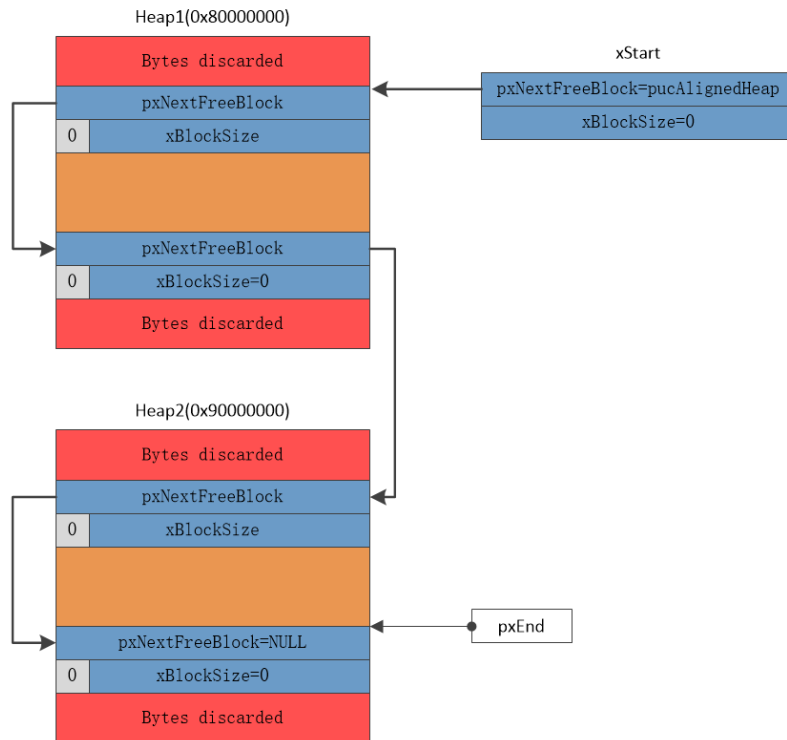 Heap1(0x80000000)
Bytes discarded
xStart
pxNextFreeBlock
pxNextFreeBlock=pucAlignedHeap
0 xBlockSize
xBlockSize=0
pxNextFreeBlock
0 xBlockSize=0
Bytes discarded
Heap2(0x90000000)
Bytes discarded
pxNextFreeBlock
0 xBlockSize
pxNextFreeBlock=NULL
pxEnd
0 xBlockSize=0
Bytes discarded